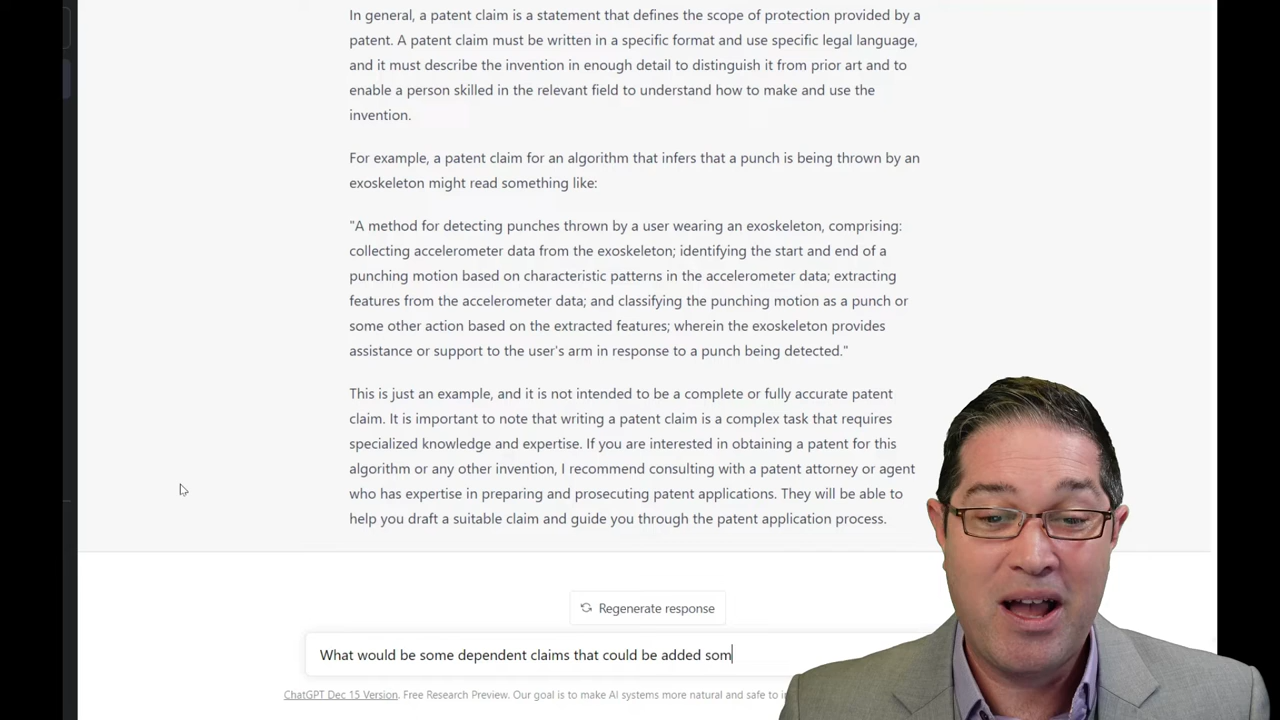 In general, a patent claim is a statement that defines the scope of protection provided by a
patent. A patent claim must be written in a specific format and use specific legal language,
and it must describe the invention in enough detail to distinguish it from prior art and to
enable a person skilled in the relevant field to understand how to make and use the
invention.
For example, a patent claim for an algorithm that infers that a punch is being thrown by an
exoskeleton might read something like:
"A method for detecting punches thrown by a user wearing an exoskeleton, comprising:
collecting accelerometer data from the exoskeleton; identifying the start and end of a
punching motion based on characteristic patterns in the accelerometer data; extracting
features from the accelerometer data; and classifying the punching motion as a punch or
some other action based on the extracted features; wherein the exoskeleton provides
assistance or support to the user's arm in response to a punch being detected."
This is just an example, and it is not intended to be a complete or fully accurate patent
claim. It is important to note that writing a patent claim is a complex task that requires
specialized knowledge and expertise. If you are interested in obtaining a patent for this
algorithm or any other invention, I recommend consulting with a patent attorney or agent
who has expertise in preparing and prosecuting patent applications. They will be able to
help you draft a suitable claim and guide you through the patent application process.
Regenerate response
What would be some dependent claims that could be added som
ChatGPT Dec 15 Version. Free Research Preview. Our goal is to make AI systems more natural and safe to